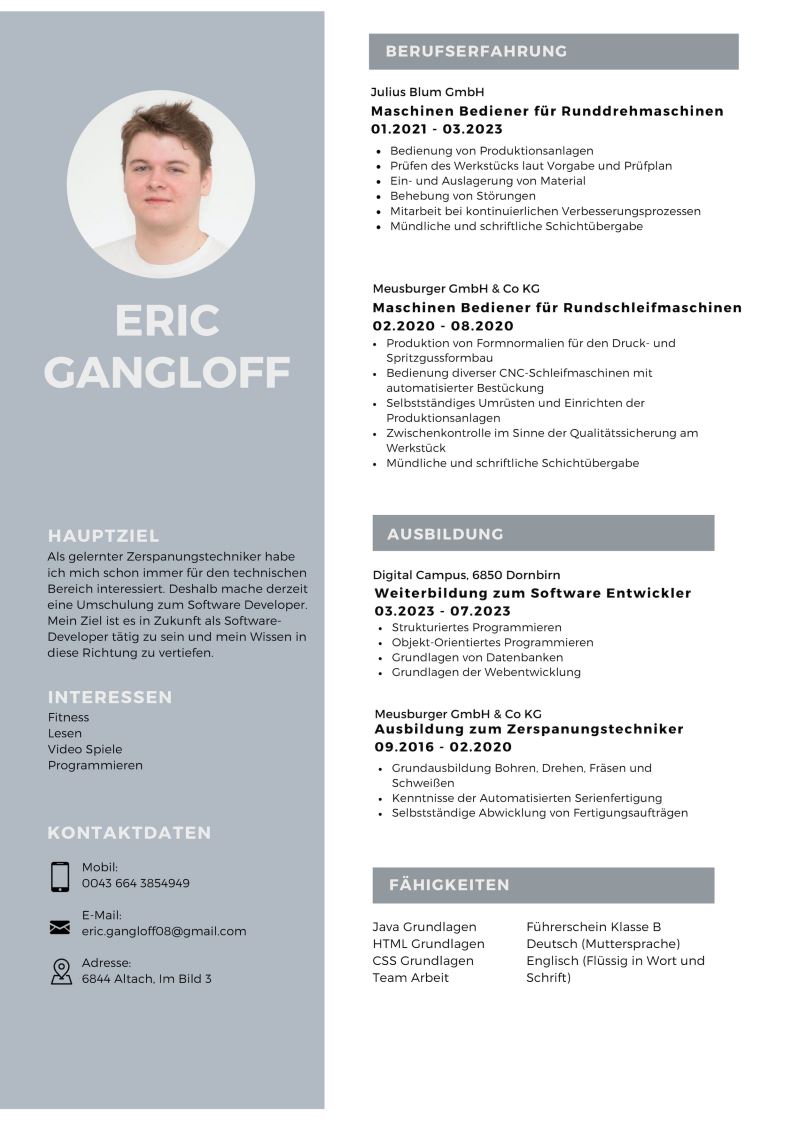 ERIC
GANGLOFF
HAUPTZIEL
Als gelernter Zerspanungstechniker habe
ich mich schon immer für den technischen
Bereich interessiert. Deshalb mache derzeit
eine Umschulung zum Software Developer.
Mein Ziel ist es in Zukunft als Software-
Developer tätig zu sein und mein Wissen in
diese Richtung zu vertiefen.
INTERESSEN
Fitness
Lesen
Video Spiele
Programmieren
KONTAKTDATEN
Mobil:
0043 664 3854949
E-Mail:
eric.gangloff08@gmail.com
Adresse:
6844 Altach, Im Bild 3
BERUFSERFAHRUNG
Julius Blum GmbH
Maschinen Bediener für Runddrehmaschinen
01.2021 - 03.2023
• Bedienung von Produktionsanlagen
• Prüfen des Werkstücks laut Vorgabe und Prüfplan
• Ein- und Auslagerung von Material
• Behebung von Störungen
• Mitarbeit bei kontinuierlichen Verbesserungsprozessen
• Mündliche und schriftliche Schichtübergabe
Meusburger GmbH & Co KG
Maschinen Bediener für Rundschleifmaschinen
02.2020 - 08.2020
• Produktion von Formnormalien für den Druck- und
Spritzgussformbau
• Bedienung diverser CNC-Schleifmaschinen mit
automatisierter Bestückung
• Selbstständiges Umrüsten und Einrichten der
Produktionsanlagen
• Zwischenkontrolle im Sinne der Qualitätssicherung am
Werkstück
• Mündliche und schriftliche Schichtübergabe
AUSBILDUNG
Digital Campus, 6850 Dornbirn
Weiterbildung zum Software Entwickler
03.2023 - 07.2023
• Strukturiertes Programmieren
• Objekt-Orientiertes Programmieren
• Grundlagen von Datenbanken
• Grundlagen der Webentwicklung
Meusburger GmbH & Co KG
Ausbildung zum Zerspanungstechniker
09.2016 - 02.2020
• Grundausbildung Bohren, Drehen, Fräsen und
Schweißen
• Kenntnisse der Automatisierten Serienfertigung
• Selbstständige Abwicklung von Fertigungsaufträgen
FÄHIGKEITEN
Java Grundlagen
HTML Grundlagen
CSS Grundlagen
Team Arbeit
Führerschein Klasse B
Deutsch (Muttersprache)
Englisch (Flüssig in Wort und
Schrift)